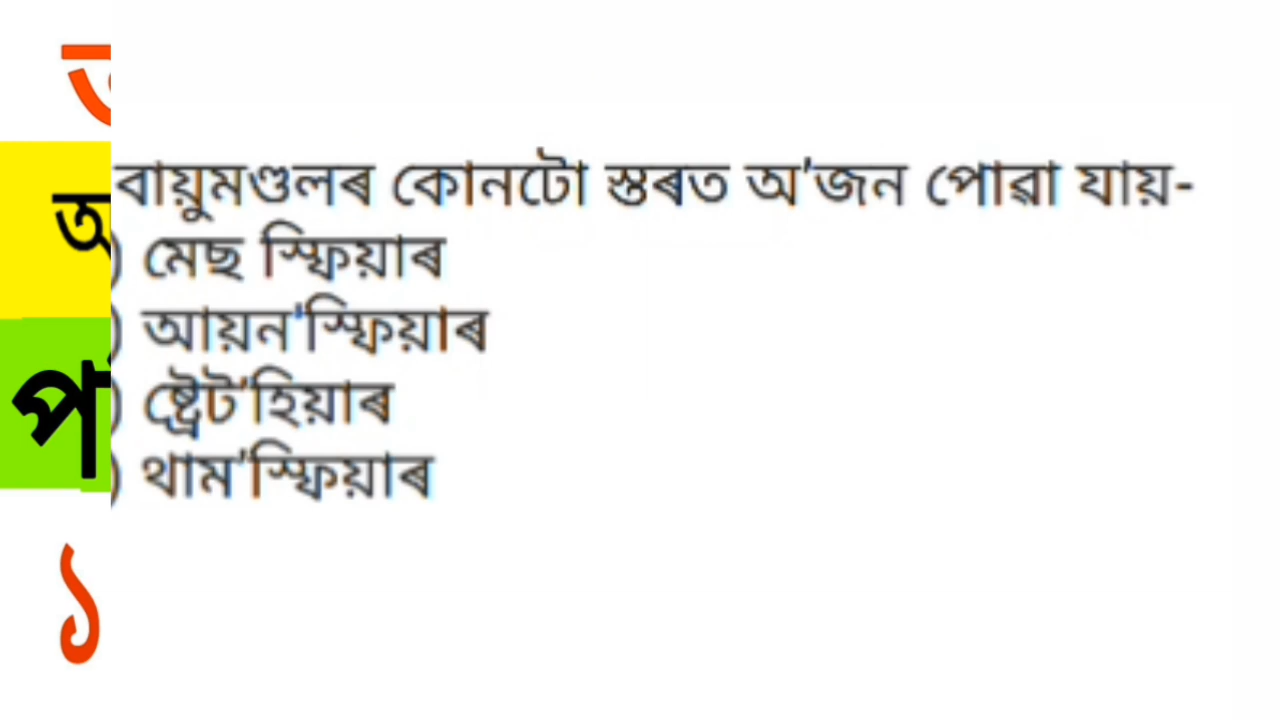 বায়ুমণ্ডলৰ কোনটো স্তৰত অ'জন পোৱা যায়-
) মেছ স্ফিয়াৰ
) আয়ন'স্ফিয়াৰ
) ষ্ট্ৰেট'হিয়াৰ
) থাম'স্ফিয়াৰ
১